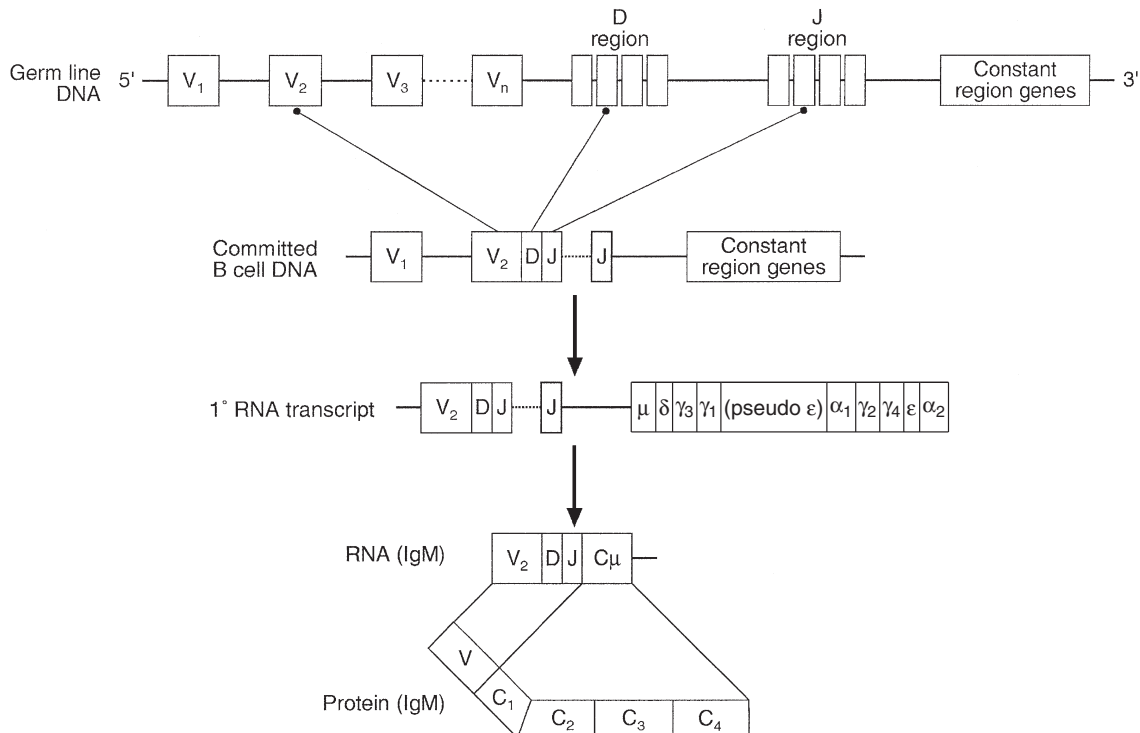 D
region
J
region
Germ line
DNA
5' V₁ V₂ V₃ Vₙ Constant
region genes 3'
Committed
B cell DNA
V₁ V₂ D J J Constant
region genes
1° RNA transcript V₂ D J J μ δ γ₃ γ₁ (pseudo ε) α₁ γ₂ γ₄ ε α₂
RNA (IgM) V₂ D J Cμ
V
Protein (IgM) C₁
C₂ C₃ C₄